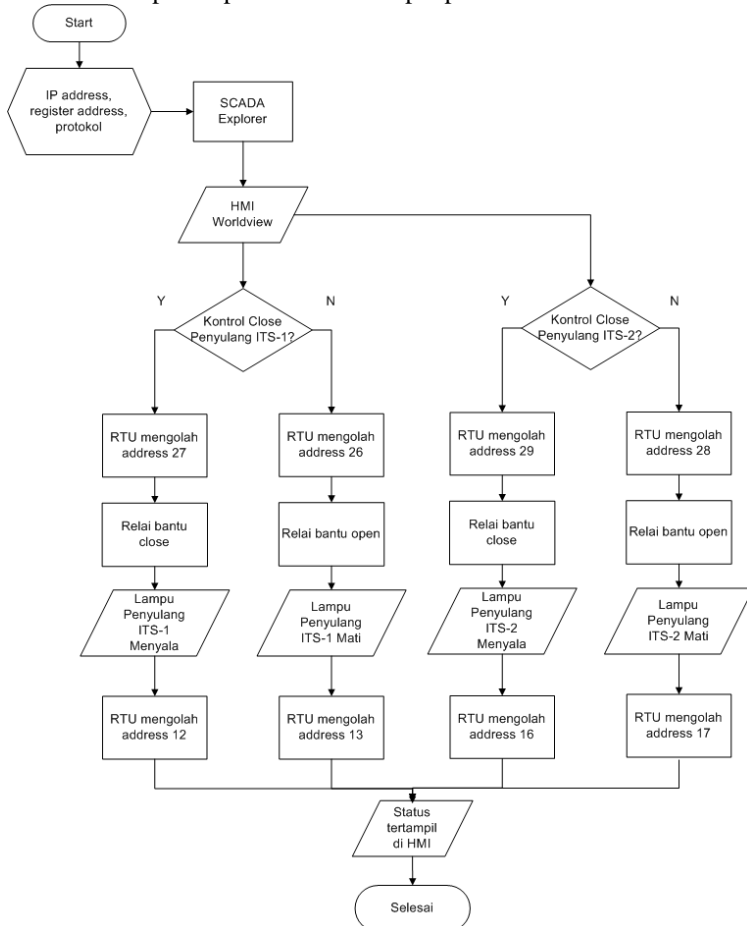 Start
IP address,
register address,
protokol
SCADA
Explorer
HMI
Worldview
Y
N
Kontrol Close
Penyulang ITS-1?
Y
N
Kontrol Close
Penyulang ITS-2?
RTU mengolah
address 27
RTU mengolah
address 26
RTU mengolah
address 29
RTU mengolah
address 28
Relai bantu
close
Relai bantu open
Relai bantu
close
Relai bantu open
Lampu
Penyulang
ITS-1
Menyala
Lampu
Penyulang
ITS-1 Mati
Lampu
Penyulang
ITS-2
Menyala
Lampu
Penyulang
ITS-2 Mati
RTU mengolah
address 12
RTU mengolah
address 13
RTU mengolah
address 16
RTU mengolah
address 17
Status
tertampil
di HMI
Selesai